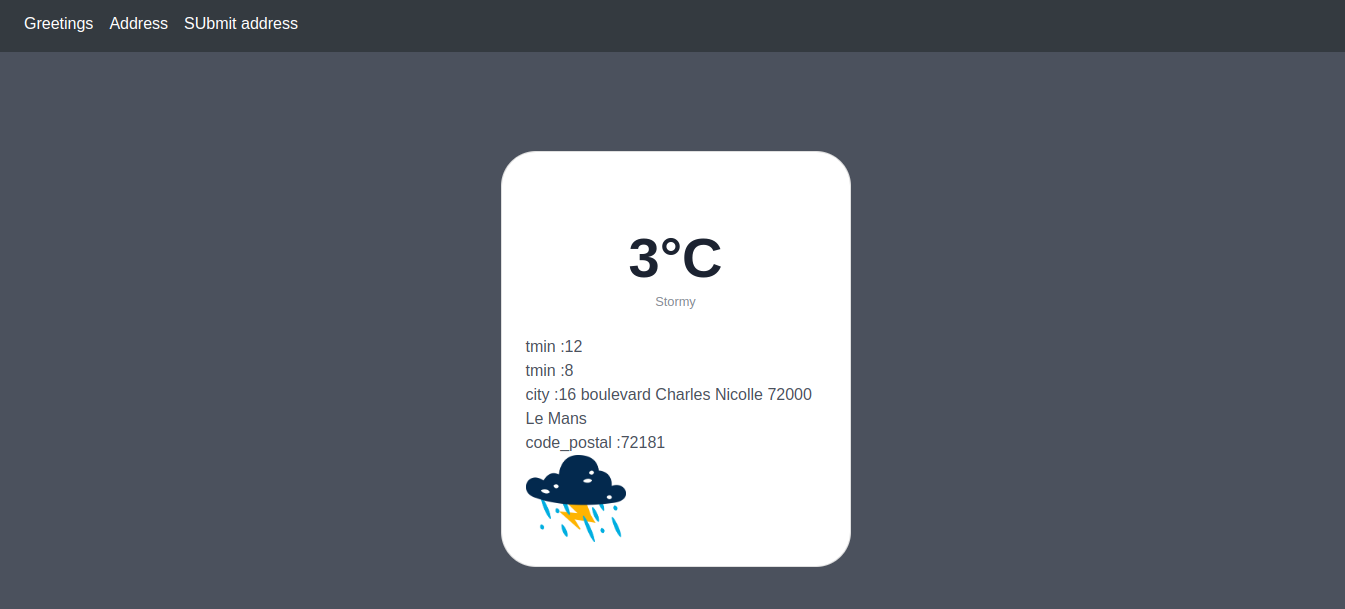 Greetings Address SUbmit address
3°C
Stormy
tmin :12
tmin :8
city :16 boulevard Charles Nicolle 72000
Le Mans
code_postal :72181